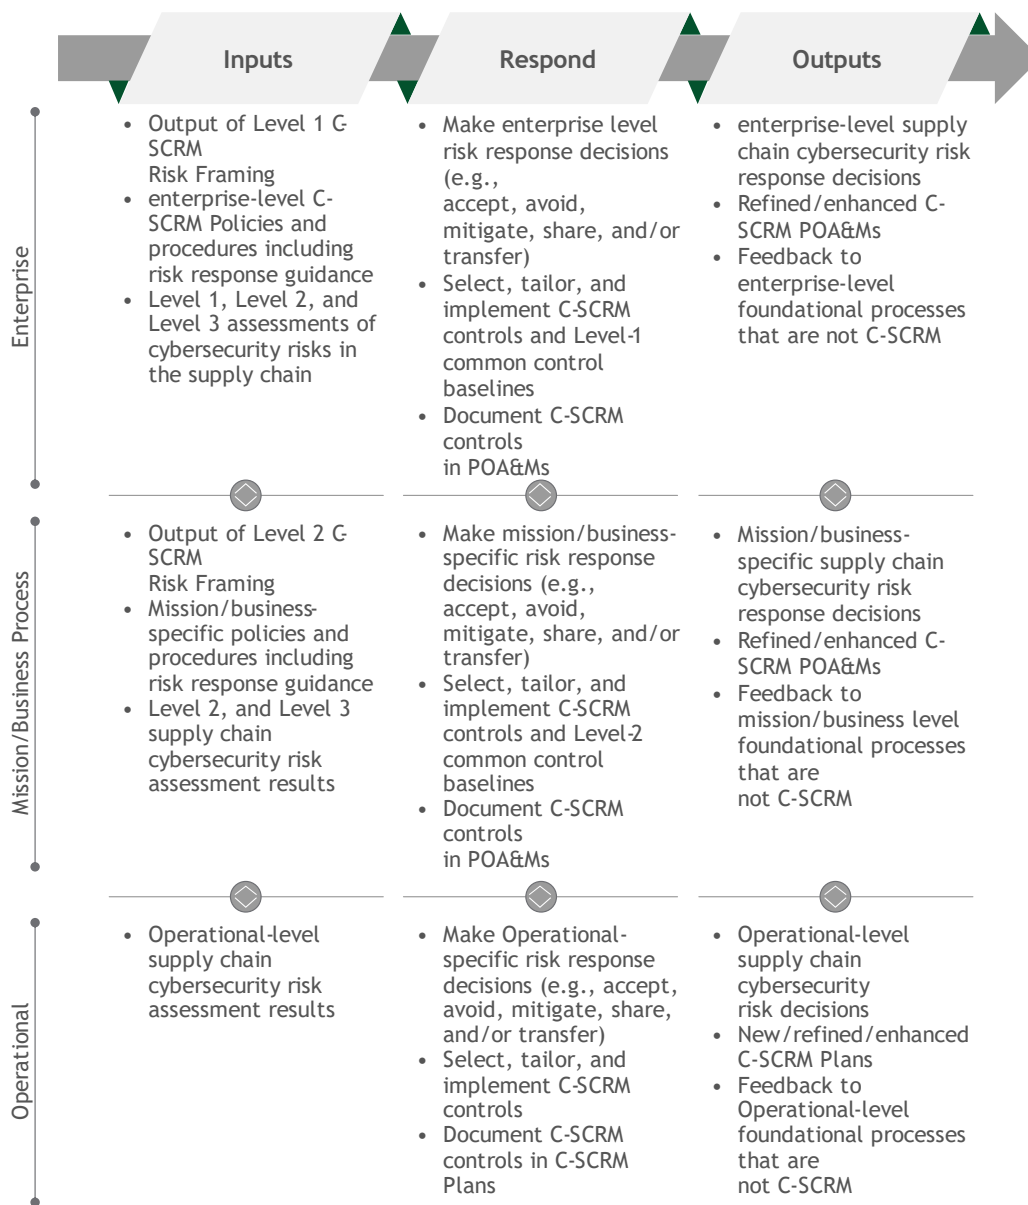 Inputs
Respond
Outputs
Enterprise
• Output of Level 1 C-
SCRM
Risk Framing
• enterprise-level C-
SCRM Policies and
procedures including
risk response guidance
• Level 1, Level 2, and
Level 3 assessments of
cybersecurity risks in
the supply chain
• Make enterprise level
risk response decisions
(e.g.,
accept, avoid,
mitigate, share, and/or
transfer)
• Select, tailor, and
implement C-SCRM
controls and Level-1
common control
baselines
• Document C-SCRM
controls
in POA&Ms
• enterprise-level supply
chain cybersecurity risk
response decisions
• Refined/enhanced C-
SCRM POA&Ms
• Feedback to
enterprise-level
foundational processes
that are not C-SCRM
Mission/Business Process
• Output of Level 2 C-
SCRM
Risk Framing
• Mission/business-
specific policies and
procedures including
risk response guidance
• Level 2, and Level 3
supply chain
cybersecurity risk
assessment results
• Make mission/business-
specific risk response
decisions (e.g.,
accept, avoid,
mitigate, share, and/or
transfer)
• Select, tailor, and
implement C-SCRM
controls and Level-2
common control
baselines
• Document C-SCRM
controls
in POA&Ms
• Mission/business-
specific supply chain
cybersecurity risk
response decisions
• Refined/enhanced C-
SCRM POA&Ms
• Feedback to
mission/business level
foundational processes
that are
not C-SCRM
Operational
• Operational-level
supply chain
cybersecurity risk
assessment results
• Make Operational-
specific risk response
decisions (e.g., accept,
avoid, mitigate, share,
and/or transfer)
• Select, tailor, and
implement C-SCRM
controls
• Document C-SCRM
controls in C-SCRM
Plans
• Operational-level
supply chain
cybersecurity
risk decisions
• New/refined/enhanced
C-SCRM Plans
• Feedback to
Operational-level
foundational processes
that are
not C-SCRM